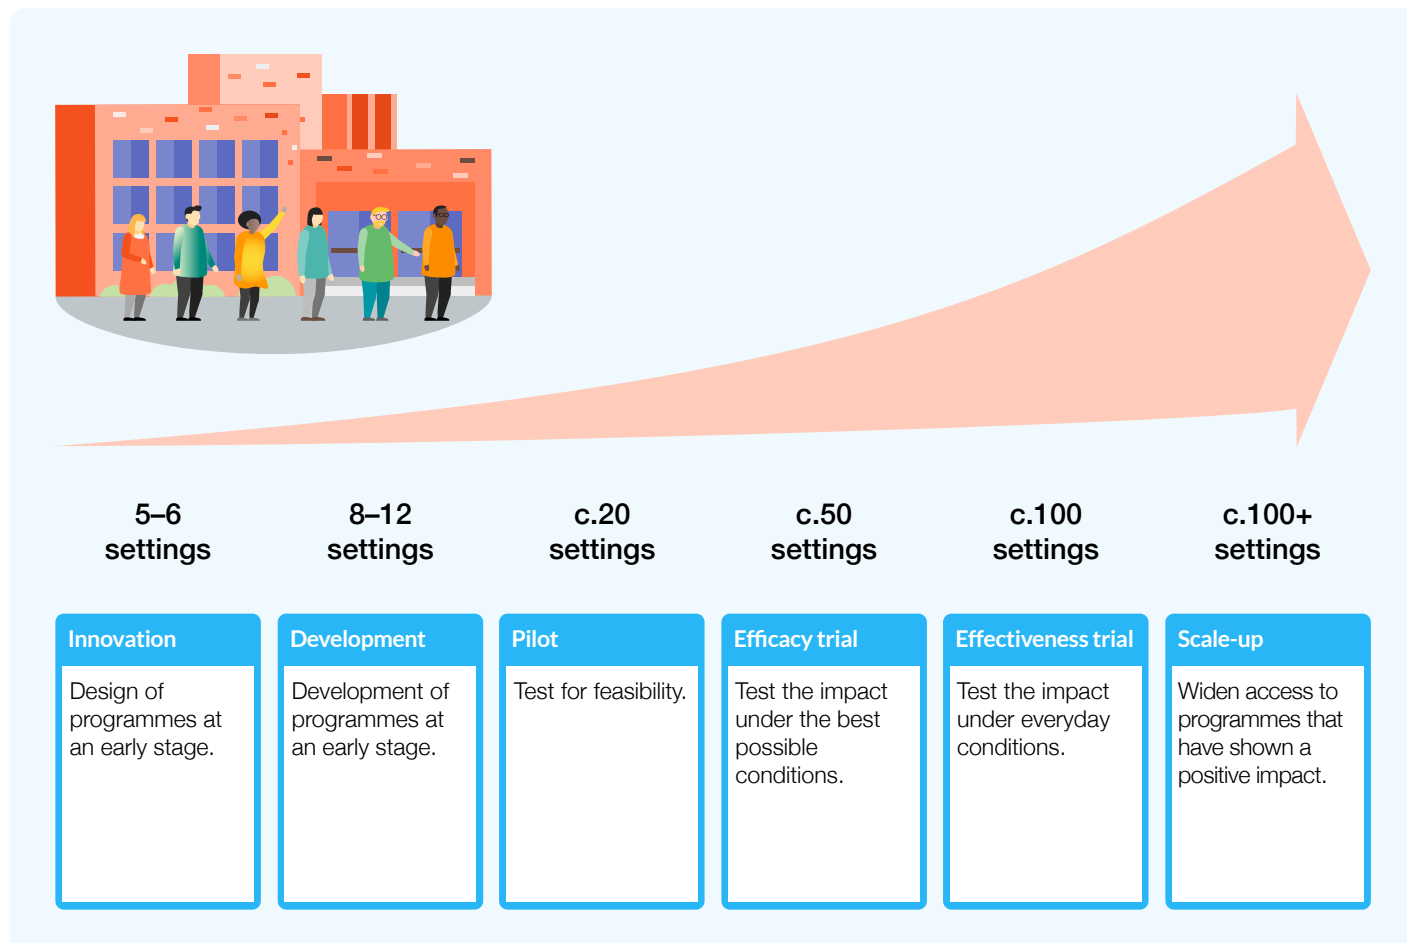 5–6
settings
8–12
settings
c.20
settings
c.50
settings
c.100
settings
c.100+
settings
Innovation
Design of
programmes at
an early stage.
Development
Development of
programmes at
an early stage.
Pilot
Test for feasibility.
Efficacy trial
Test the impact
under the best
possible
conditions.
Effectiveness trial
Test the impact
under everyday
conditions.
Scale-up
Widen access to
programmes that
have shown a
positive impact.